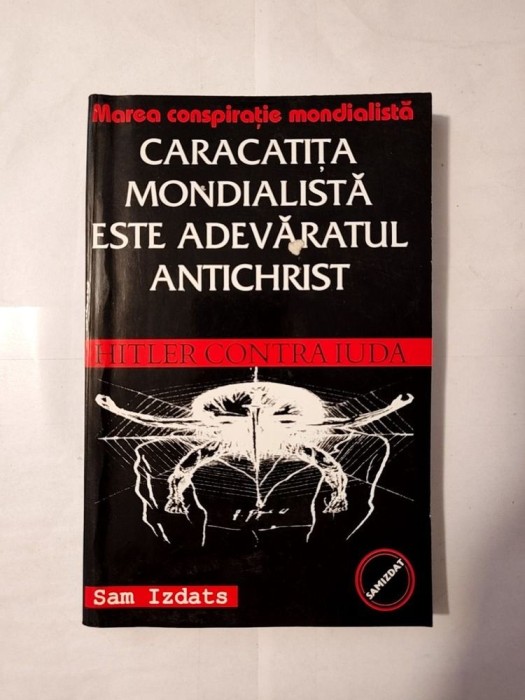 Marea conspirație mondialistă
CARACATIȚA
MONDIALISTĂ
ESTE ADEVĂRATUL
ANTICHRIST
HITLER CONTRA IUDA
Sam Izdats
SAMIZDAT